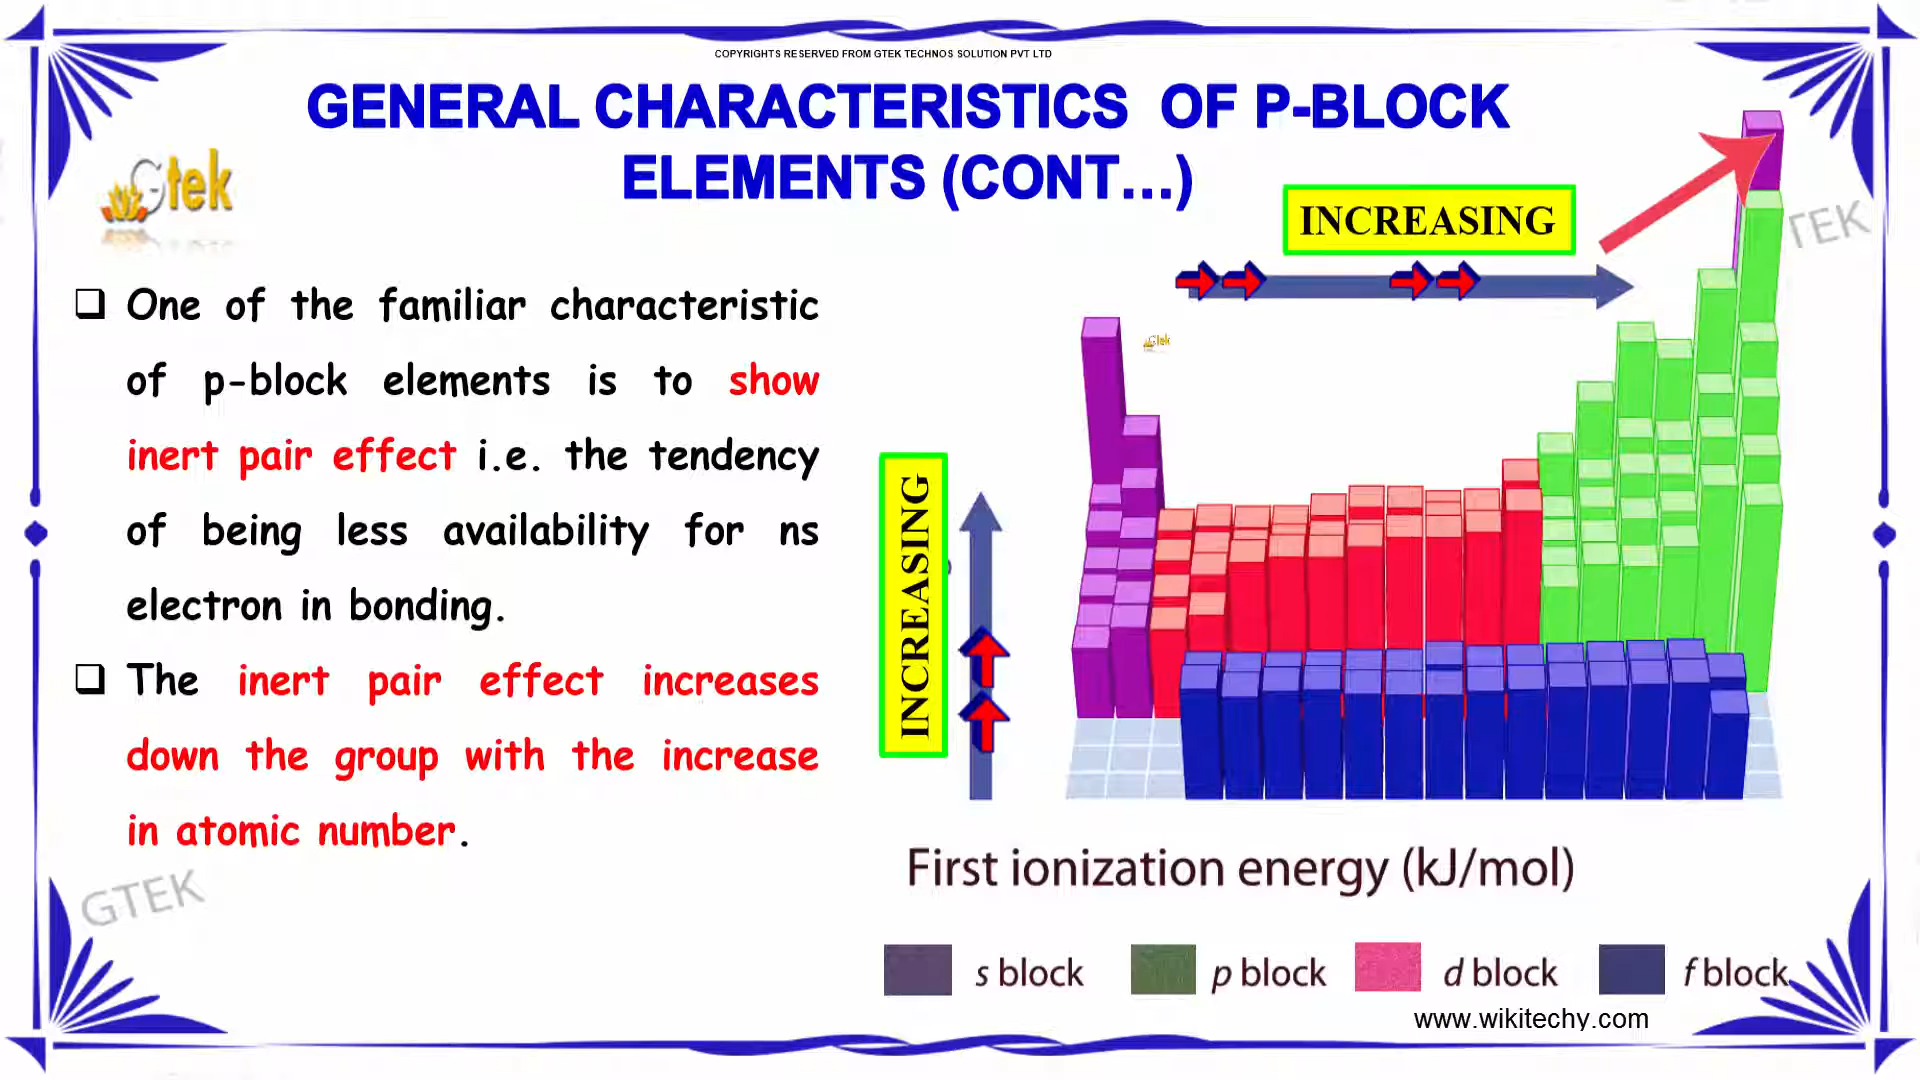 COPYRIGHTS RESERVED FROM GTEK TECHNOS SOLUTION PVT LTD
GENERAL CHARACTERISTICS OF P-BLOCK
ELEMENTS (CONT...)
Gtek
INCREASING
TEK
One of the familiar characteristic
of p-block elements is to show
inert pair effect i.e. the tendency
of being less availability for ns
electron in bonding.
The inert pair effect increases
down the group with the increase
in atomic number.
Gtek
INCREASING
GTEK
First ionization energy (kJ/mol)
s block
p block
d block
f block
www.wikitechy.com